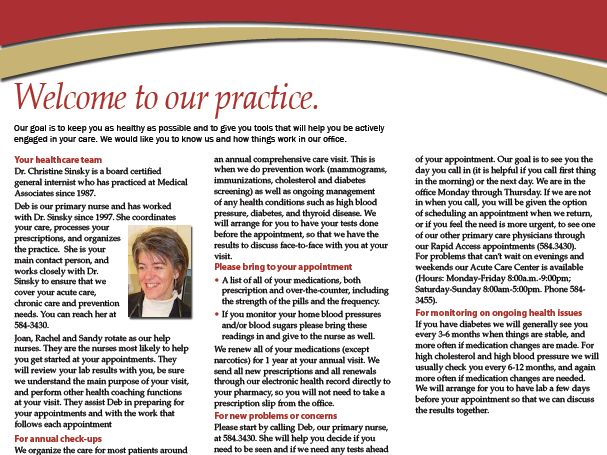 Welcome to our practice.
Our goal is to keep you as healthy as possible and to give you tools that will help you be actively
engaged in your care. We would like you to know us and how things work in our office.
Your healthcare team
Dr. Christine Sinsky is a board certified
general internist who has practiced at Medical
Associates since 1987.
Deb is our primary nurse and has worked
with Dr. Sinsky since 1997. She coordinates
your care, processes your
prescriptions, and organizes
the practice. She is your
main contact person, and
works closely with Dr.
Sinsky to ensure that we
cover your acute care,
chronic care and prevention
needs. You can reach her at
584-3430.
Joan, Rachel and Sandy rotate as our help
nurses. They are the nurses most likely to help
you get started at your appointments. They
will review your lab results with you, be sure
we understand the main purpose of your visit,
and perform other health coaching functions
at your visit. They assist Deb in preparing for
your appointments and with the work that
follows each appointment
For annual check-ups
We organize the care for most patients around
an annual comprehensive care visit. This is
when we do prevention work (mammograms,
immunizations, cholesterol and diabetes
screening) as well as ongoing management
of any health conditions such as high blood
pressure, diabetes, and thyroid disease. We
will arrange for you to have your tests done
before the appointment, so that we have the
results to discuss face-to-face with you at your
visit.
Please bring to your appointment
• A list of all of your medications, both
prescription and over-the-counter, including
the strength of the pills and the frequency.
• If you monitor your home blood pressures
and/or blood sugars please bring these
readings in and give to the nurse as well.
We renew all of your medications (except
narcotics) for 1 year at your annual visit. We
send all new prescriptions and all renewals
through our electronic health record directly to
your pharmacy, so you will not need to take a
prescription slip from the office.
For new problems or concerns
Please start by calling Deb, our primary nurse,
at 584.3430. She will help you decide if you
need to be seen and if we need any tests ahead
of your appointment. Our goal is to see you the
day you call in (it is helpful if you call first thing
in the morning) or the next day. We are in the
office Monday through Thursday. If we are not
in when you call, you will be given the option
of scheduling an appointment when we return,
or if you feel the need is more urgent, to see one
of our other primary care physicians through
our Rapid Access appointments (584.3430).
For problems that can't wait on evenings and
weekends our Acute Care Center is available
(Hours: Monday-Friday 8:00a.m.-9:00pm;
Saturday-Sunday 8:00am-5:00pm. Phone 584-
3455).
For monitoring on ongoing health issues
If you have diabetes we will generally see you
every 3-6 months when things are stable, and
more often if medication changes are made. For
high cholesterol and high blood pressure we will
usually check you every 6-12 months, and again
more often if medication changes are needed.
We will arrange for you to have lab a few days
before your appointment so that we can discuss
the results together.